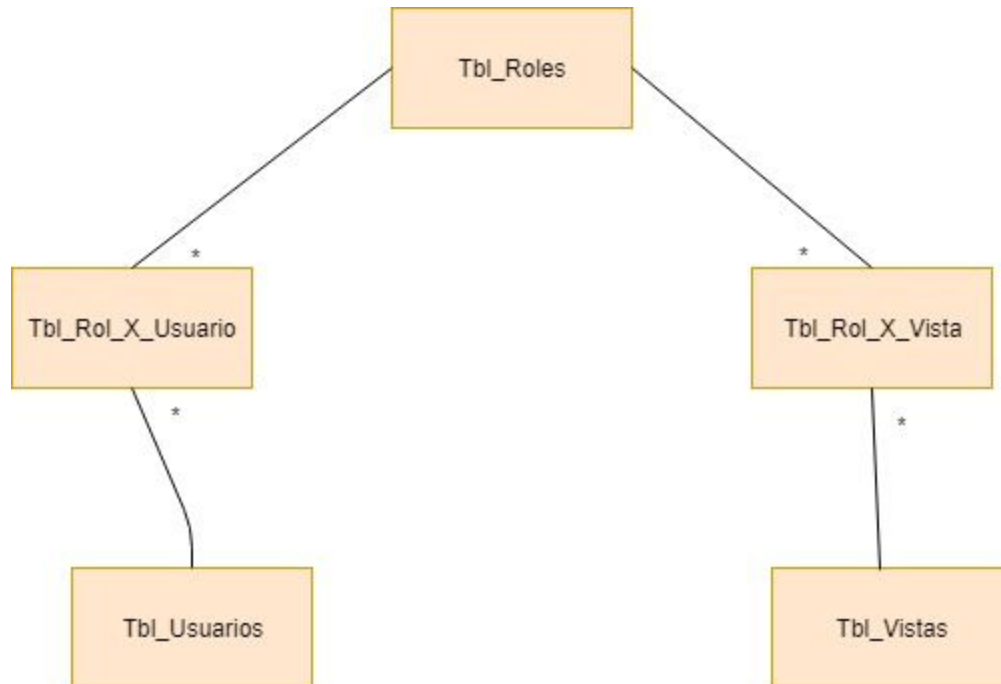 Tbl_Roles
*
*
Tbl_Rol_X_Usuario
Tbl_Rol_X_Vista
*
*
Tbl_Usuarios
Tbl_Vistas